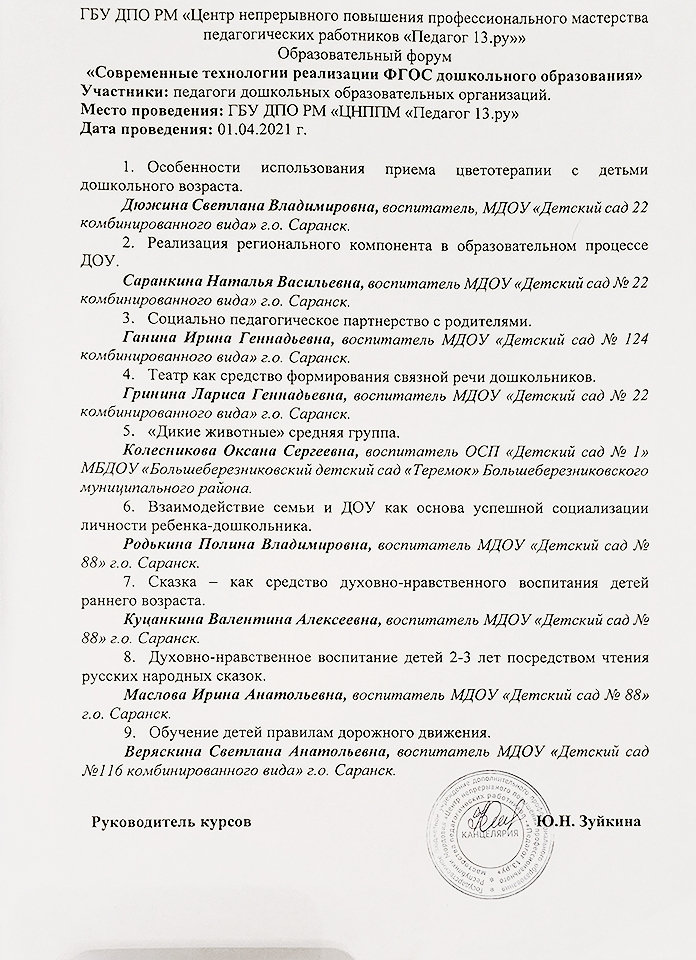 ГБУ ДПО РМ «Центр непрерывного повышения профессионального мастерства
педагогических работников «Педагог 13.ру»»
Образовательный форум
«Современные технологии реализации ФГОС дошкольного образования»
Участники: педагоги дошкольных образовательных организаций.
Место проведения: ГБУ ДПО РМ «ЦНППМ «Педагог 13.ру»
Дата проведения: 01.04.2021 г.
1. Особенности использования приема цветотерапии с детьми
дошкольного возраста.
Дюжина Светлана Владимировна, воспитатель, МДОУ «Детский сад 22
комбинированного вида» г.о. Саранск.
2. Реализация регионального компонента в образовательном процессе
ДОУ.
Саранкина Наталья Васильевна, воспитатель МДОУ «Детский сад № 22
комбинированного вида» г.о. Саранск.
3. Социально педагогическое партнерство с родителями.
Ганина Ирина Геннадьевна, воспитатель МДОУ «Детский сад № 124
комбинированного вида» г.о. Саранск.
4. Театр как средство формирования связной речи дошкольников.
Гринина Лариса Геннадьевна, воспитатель МДОУ «Детский сад № 22
комбинированного вида» г.о. Саранск.
5. «Дикие животные» средняя группа.
Колесникова Оксана Сергеевна, воспитатель ОСП «Детский сад № 1»
МБДОУ «Большеберезниковский детский сад «Теремок» Большеберезниковского
муниципального района.
6. Взаимодействие семьи и ДОУ как основа успешной социализации
личности ребенка-дошкольника.
Родькина Полина Владимировна, воспитатель МДОУ «Детский сад №
88» г.о. Саранск.
7. Сказка – как средство духовно-нравственного воспитания детей
раннего возраста.
Куцанкина Валентина Алексеевна, воспитатель МДОУ «Детский сад №
88» г.о. Саранск.
8. Духовно-нравственное воспитание детей 2-3 лет посредством чтения
русских народных сказок.
Маслова Ирина Анатольевна, воспитатель МДОУ «Детский сад № 88»
г.о. Саранск.
9. Обучение детей правилам дорожного движения.
Веряскина Светлана Анатольевна, воспитатель МДОУ «Детский сад
№116 комбинированного вида» г.о. Саранск.
Руководитель курсов Ю.Н. Зуйкина
КАНЦЕЛЯРИЯ